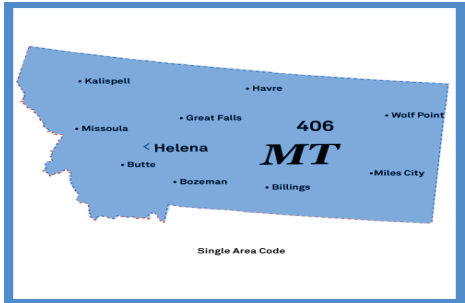 Kalispell
Havre
Great Falls
Wolf Point
406
Missoula
Helena
MT
Butte
Miles City
Bozeman
Billings
Single Area Code